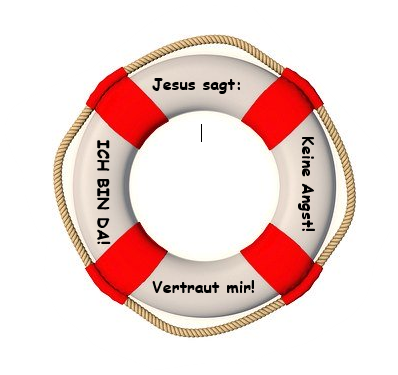 Jesus sagt:
Keine Angst!
Vertraut mir!
ICH BIN DA!